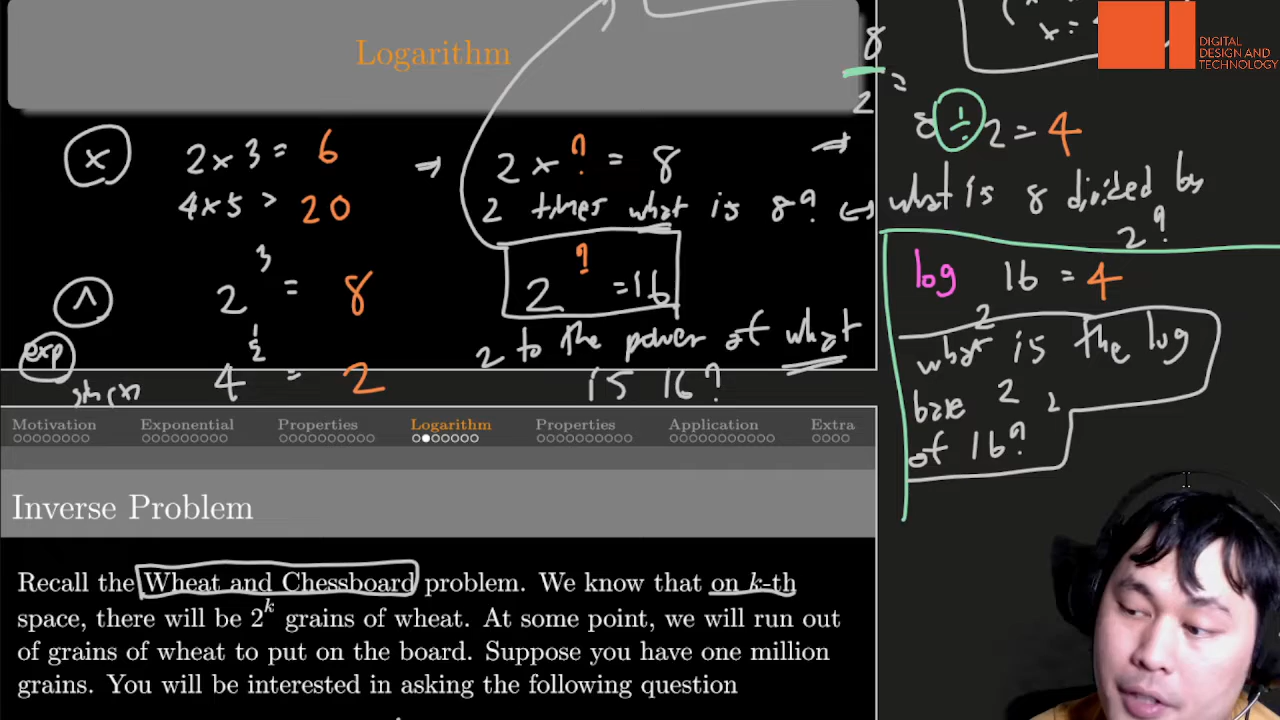 Logarithm
x
2 x 3 = 6
4 x 5 > 20
2^3 = 8
^
exp
4^1/2 = 2
2 x ? = 8
2 times what is 8?
2^? = 16
2 to the power of what
is 16?
8
2
=
8 ÷ 2 = 4
what is 8 divided by
2?
log_2 16 = 4
what is the log
base 2
of 16?
DIGITAL
DESIGN AND
TECHNOLOGY
Motivation Exponential Properties Logarithm Properties Application Extra
Inverse Problem
Recall the Wheat and Chessboard problem. We know that on k-th
space, there will be 2^k grains of wheat. At some point, we will run out
of grains of wheat to put on the board. Suppose you have one million
grains. You will be interested in asking the following question